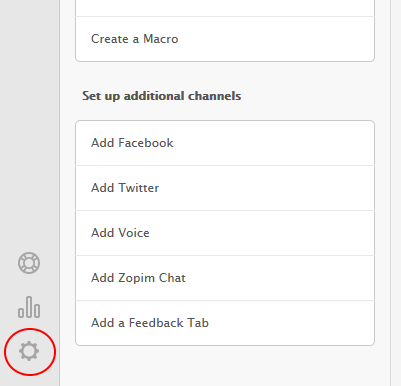 Create a Macro
Set up additional channels
Add Facebook
Add Twitter
Add Voice
Add Zopim Chat
Add a Feedback Tab